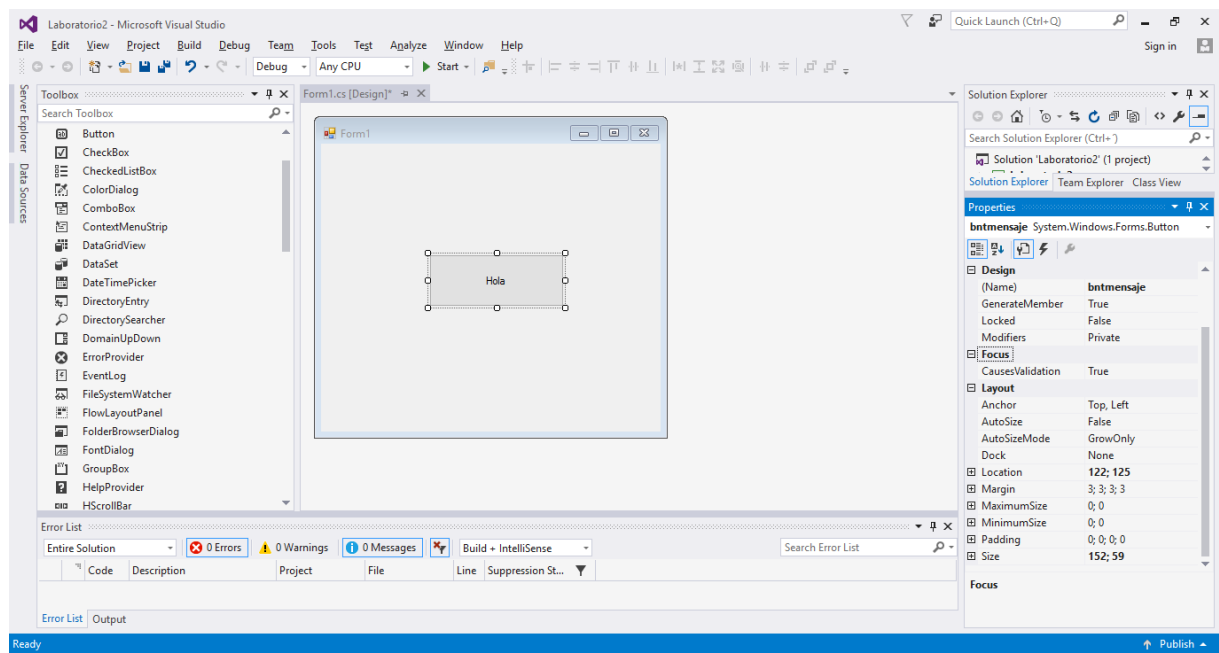 Laboratorio2 - Microsoft Visual Studio
Quick Launch (Ctrl+Q)
File Edit View Project Build Debug Team Tools Test Analyze Window Help
Sign in
Debug Any CPU Start
Server Explorer
Data Sources
Toolbox
Search Toolbox
Button
CheckBox
CheckedListBox
ColorDialog
ComboBox
ContextMenuStrip
DataGridView
DataSet
DateTimePicker
DirectoryEntry
DirectorySearcher
DomainUpDown
ErrorProvider
EventLog
FileSystemWatcher
FlowLayoutPanel
FolderBrowserDialog
FontDialog
GroupBox
HelpProvider
HScrollBar
Form1.cs [Design]*
Form1
Hola
Solution Explorer
Search Solution Explorer (Ctrl+´)
Solution 'Laboratorio2' (1 project)
Solution Explorer Team Explorer Class View
Properties
bntmensaje System.Windows.Forms.Button
Design
(Name) bntmensaje
GenerateMember True
Locked False
Modifiers Private
Focus
CausesValidation True
Layout
Anchor Top, Left
AutoSize False
AutoSizeMode GrowOnly
Dock None
Location 122; 125
Margin 3; 3; 3; 3
MaximumSize 0; 0
MinimumSize 0; 0
Padding 0; 0; 0; 0
Size 152; 59
Focus
Error List
Entire Solution 0 Errors 0 Warnings 0 Messages Build + IntelliSense Search Error List
Code Description Project File Line Suppression St...
Error List Output
Ready Publish